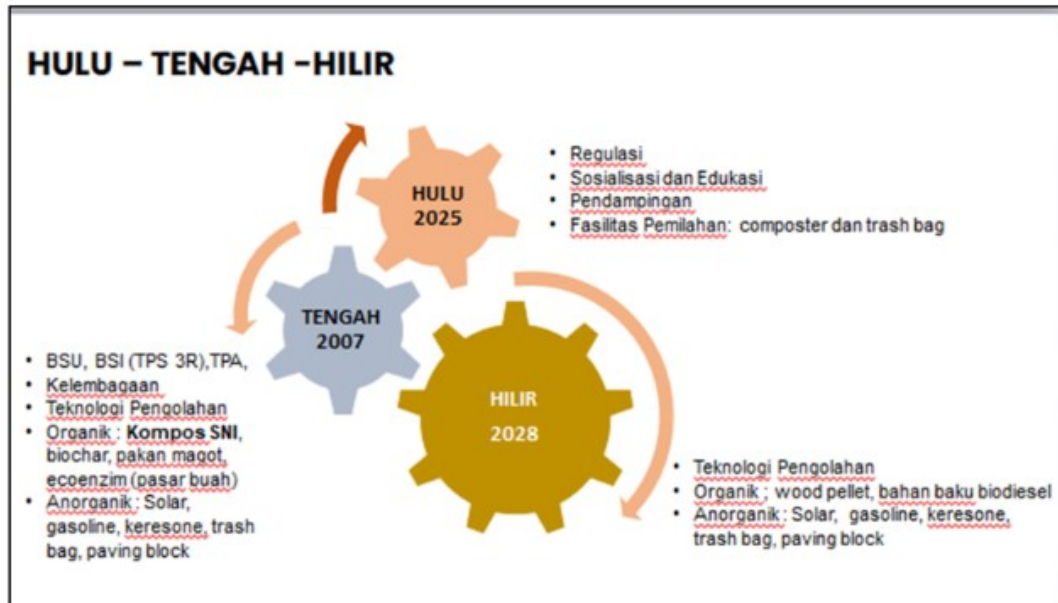 HULU – TENGAH –HILIR
HULU
2025
• Regulasi
• Sosialisasi dan Edukasi
• Pendampingan
• Fasilitas Pemilahan: composter dan trash bag
TENGAH
2007
• BSU, BSI (TPS 3R),TPA,
• Kelembagaan
• Teknologi Pengolahan
• Organik : Kompos SNI,
biochar, pakan magot,
ecoenzim (pasar buah)
• Anorganik : Solar,
gasoline, keresone, trash
bag, paving block
HILIR
2028
• Teknologi Pengolahan
• Organik ; wood pellet, bahan baku biodiesel
• Anorganik : Solar, gasoline, keresone,
trash bag, paving block